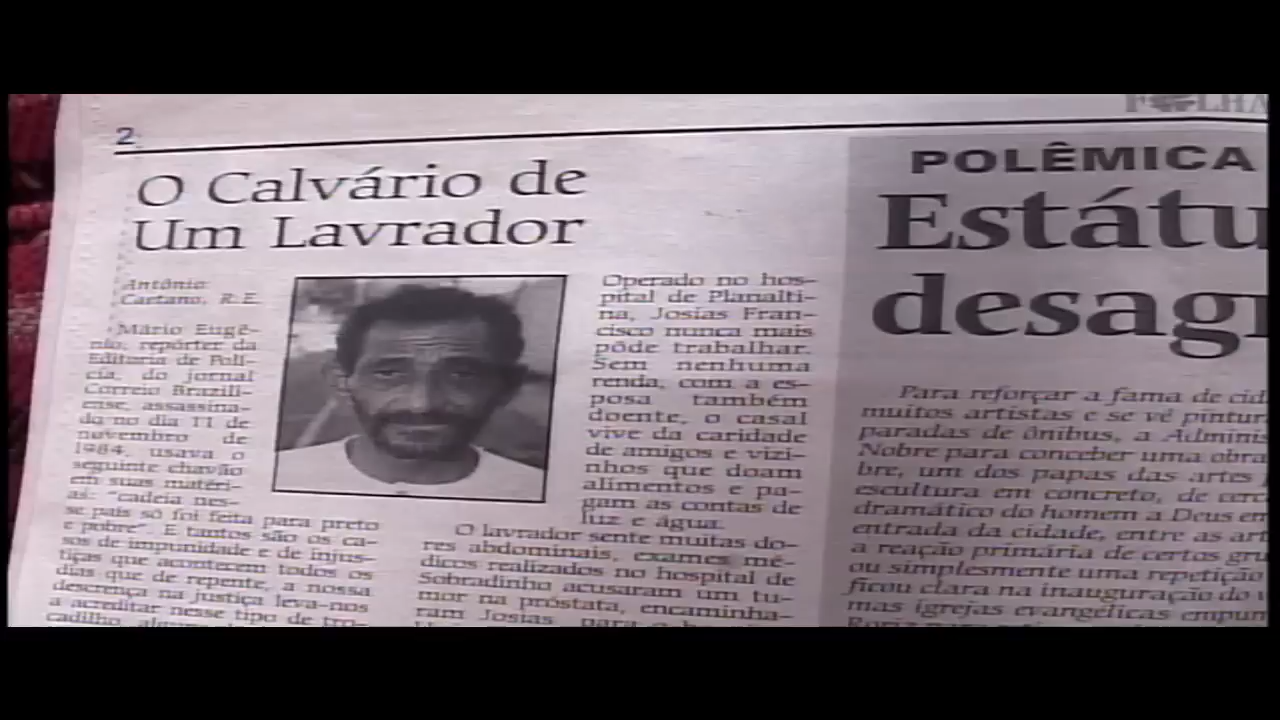 2
O Calvário de
Um Lavrador
Antônio
Caetano, R.E.
Mário Eugê-
nio, repórter da
Editoria de Polí-
cia, do jornal
Correio Brazili-
ense, assassina-
do no dia 11 de
novembro de
1984, usava o
seguinte chavão
em suas matéri-
as: "cadeia nes-
se país só foi feita para preto
e pobre". E tantos são os ca-
sos de impunidade e de injus-
tiças que acontecem todos os
dias que de repente, a nossa
descrença na justiça leva-nos
a acreditar nesse tipo de tro-
cadilho,
Operado no hos-
pital de Planalti-
na, Josias Fran-
cisco nunca mais
pôde trabalhar.
Sem nenhuma
renda, com a es-
posa também
doente, o casal
vive da caridade
de amigos e vizi-
nhos que doam
alimentos e pa-
gam as contas de
luz e água.
O lavrador sente muitas do-
res abdominais, exames mé-
dicos realizados no hospital de
Sobradinho acusaram um tu-
mor na próstata, encaminha-
ram Josias para o
FOLHA
POLÊMICA
Estátu
desag
Para reforçar a fama de cid
muitos artistas e se vê pintur
paradas de ônibus, a Adminis
Nobre para conceber uma obra
bre, um dos papas das artes
escultura em concreto, de cerc
dramático do homem a Deus em
entrada da cidade, entre as art
a reação primária de certos gru
ou simplesmente uma repetição
ficou clara na inauguração do
mas igrejas evangélicas empun